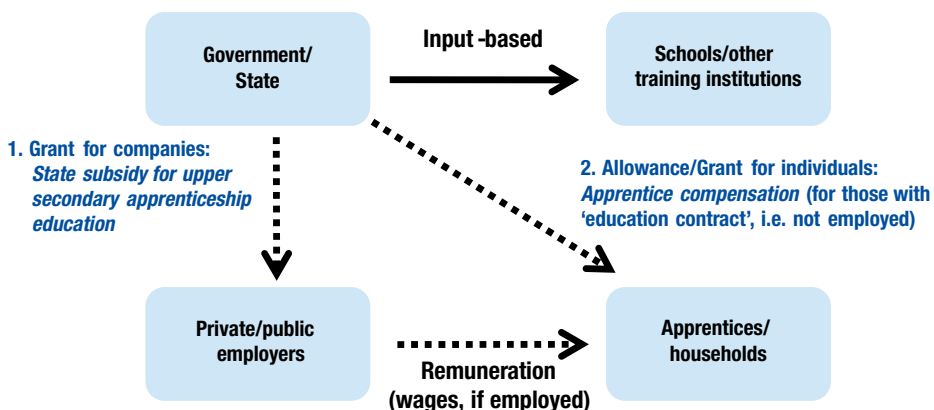 Government/
State
Input -based
Schools/other
training institutions
1. Grant for companies:
State subsidy for upper
secondary apprenticeship
education
2. Allowance/Grant for individuals:
Apprentice compensation (for those with
‘education contract’, i.e. not employed)
Private/public
employers
Remuneration
(wages, if employed)
Apprentices/
households